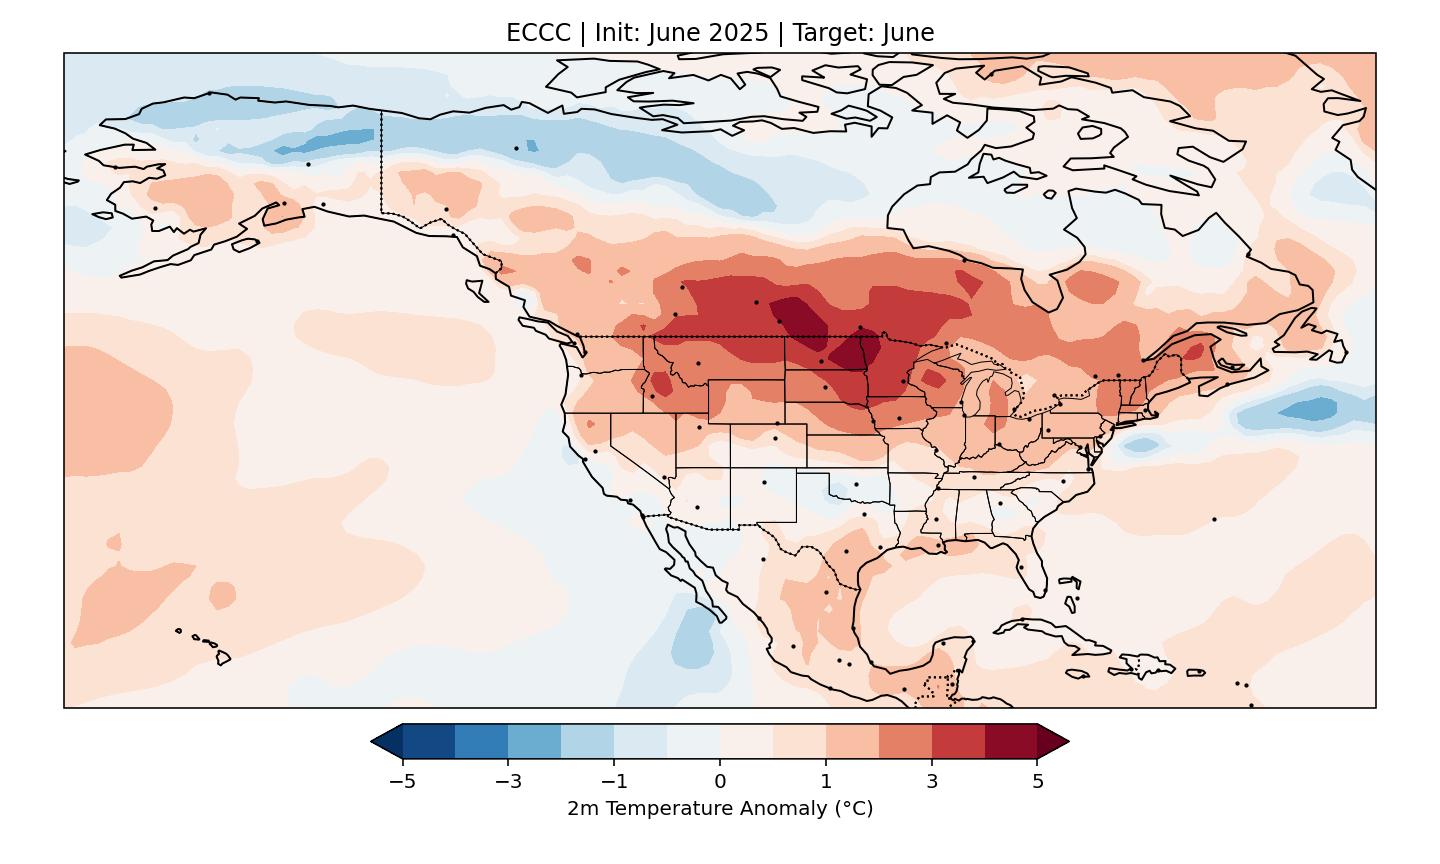 ECCC | Init: June 2025 | Target: June
−5 −3 −1 0 1 3 5
2m Temperature Anomaly (°C)